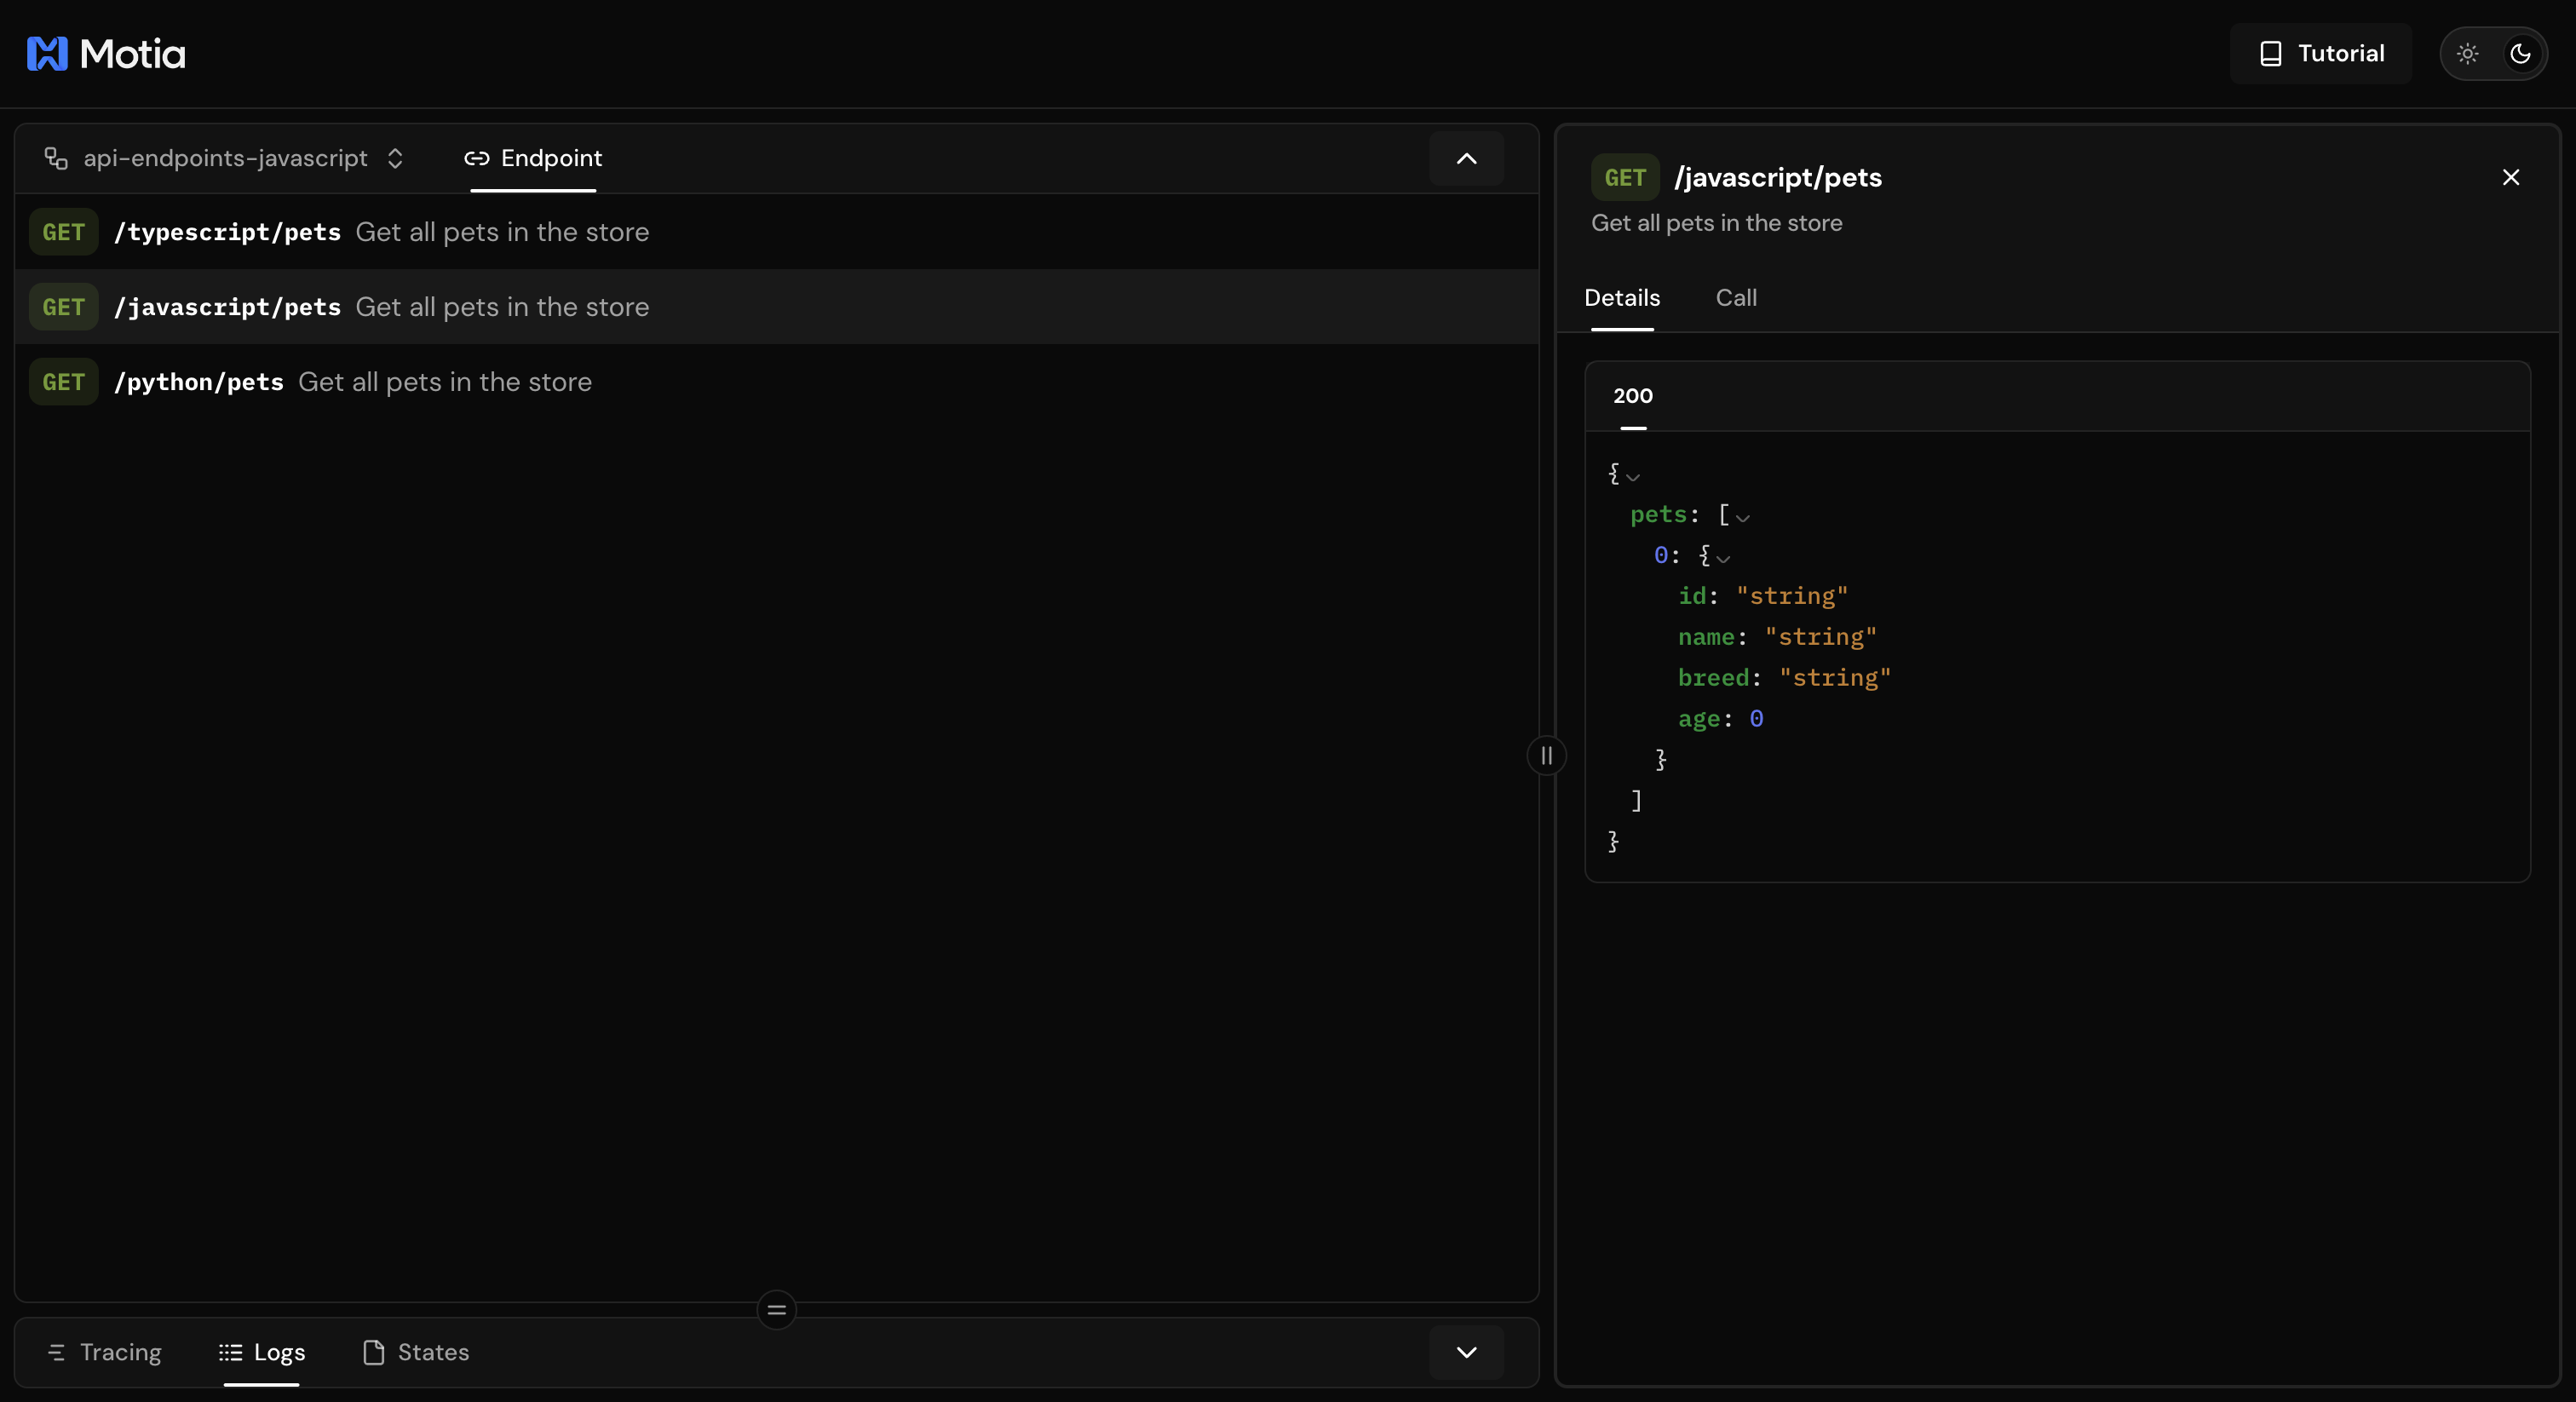 Motia
Tutorial
api-endpoints-javascript
Endpoint
GET /typescript/pets Get all pets in the store
GET /javascript/pets Get all pets in the store
GET /python/pets Get all pets in the store
Tracing
Logs
States
GET /javascript/pets
Get all pets in the store
Details
Call
200
{
pets: [
0: {
id: "string"
name: "string"
breed: "string"
age: 0
}
]
}